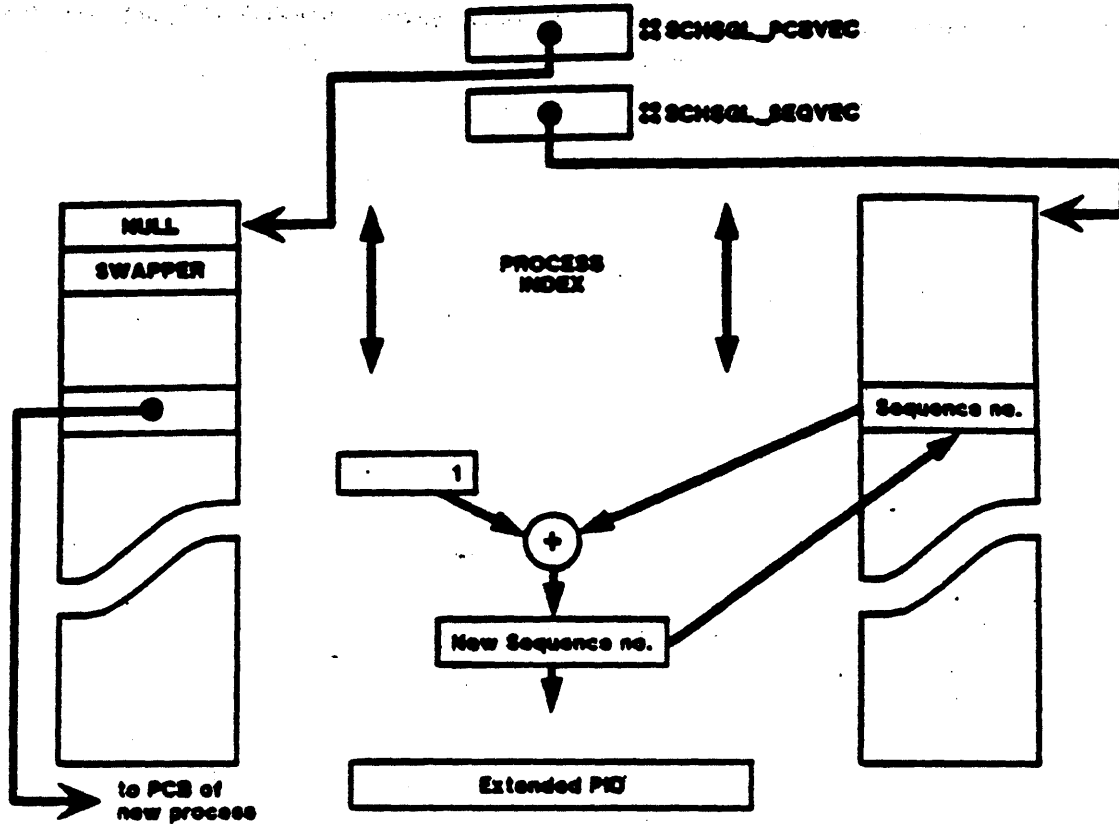 :: SCH$GL_PCBVEC
:: SCH$GL_SEQVEC
NULL
SWAPPER
PROCESS
INDEX
Sequence no.
1
+
New Sequence no.
Extended PID
to PCB of
new process